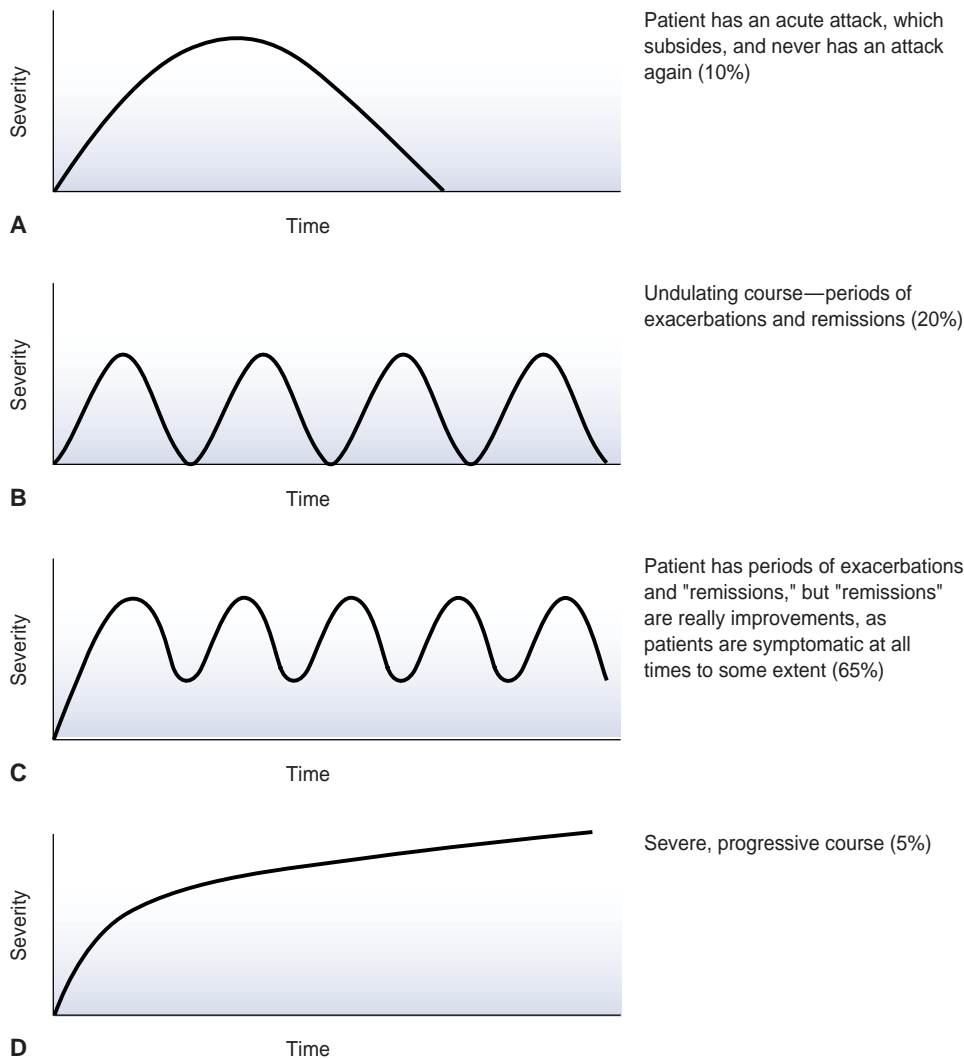 Severity
Patient has an acute attack, which
subsides, and never has an attack
again (10%)
A
Time
Severity
Undulating course—periods of
exacerbations and remissions (20%)
B
Time
Severity
Patient has periods of exacerbations
and "remissions," but "remissions"
are really improvements, as
patients are symptomatic at all
times to some extent (65%)
C
Time
Severity
Severe, progressive course (5%)
D
Time